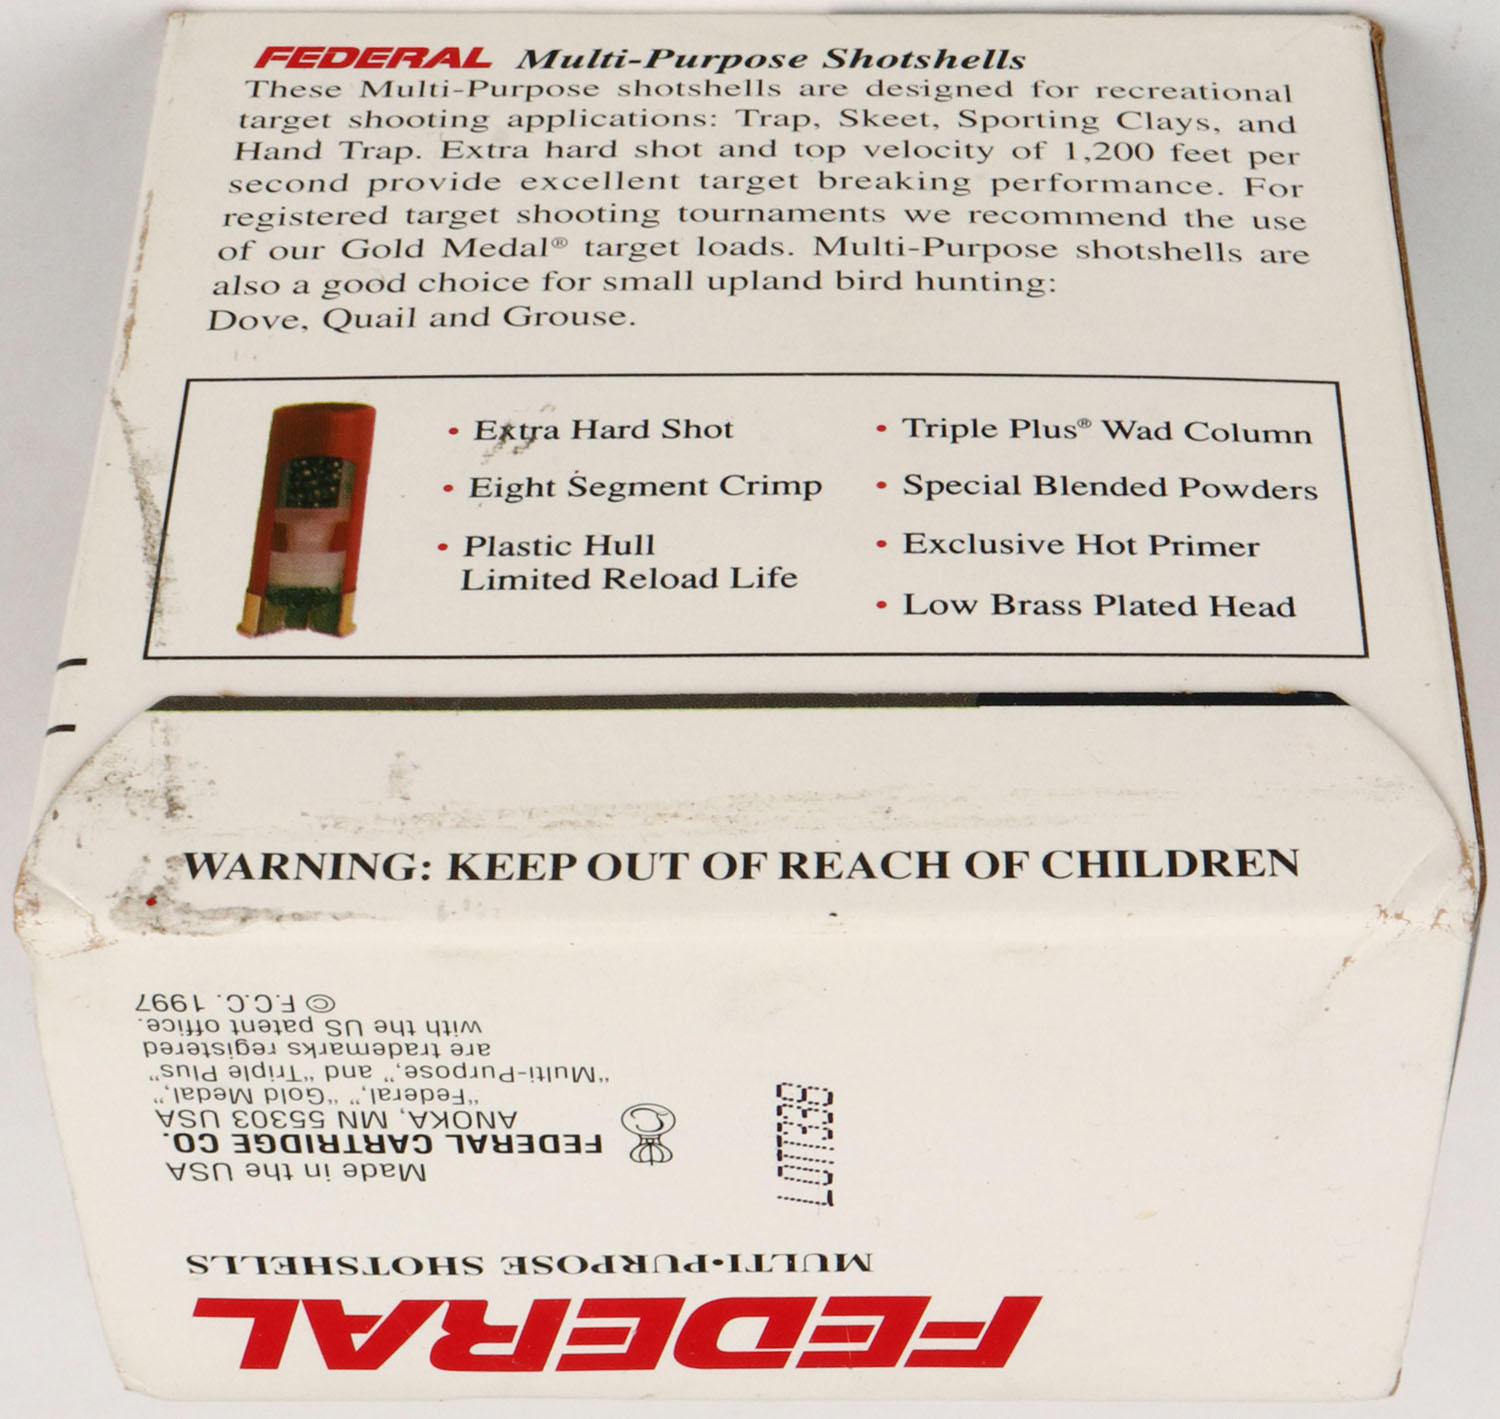 FEDERAL Multi-Purpose Shotshells
These Multi-Purpose shotshells are designed for recreational
target shooting applications: Trap, Skeet, Sporting Clays, and
Hand Trap. Extra hard shot and top velocity of 1,200 feet per
second provide excellent target breaking performance. For
registered target shooting tournaments we recommend the use
of our Gold Medal® target loads. Multi-Purpose shotshells are
also a good choice for small upland bird hunting:
Dove, Quail and Grouse.
• Extra Hard Shot
• Eight Segment Crimp
• Plastic Hull
Limited Reload Life
• Triple Plus® Wad Column
• Special Blended Powders
• Exclusive Hot Primer
• Low Brass Plated Head
WARNING: KEEP OUT OF REACH OF CHILDREN
FEDERAL
MULTI•PURPOSE SHOTSHELLS
Made in the USA
FEDERAL CARTRIDGE CO.
ANOKA, MN 55303 USA
"Federal," "Gold Medal,"
"Multi-Purpose," and "Triple Plus"
are trademarks registered
with the US patent office.
© F.C.C. 1997